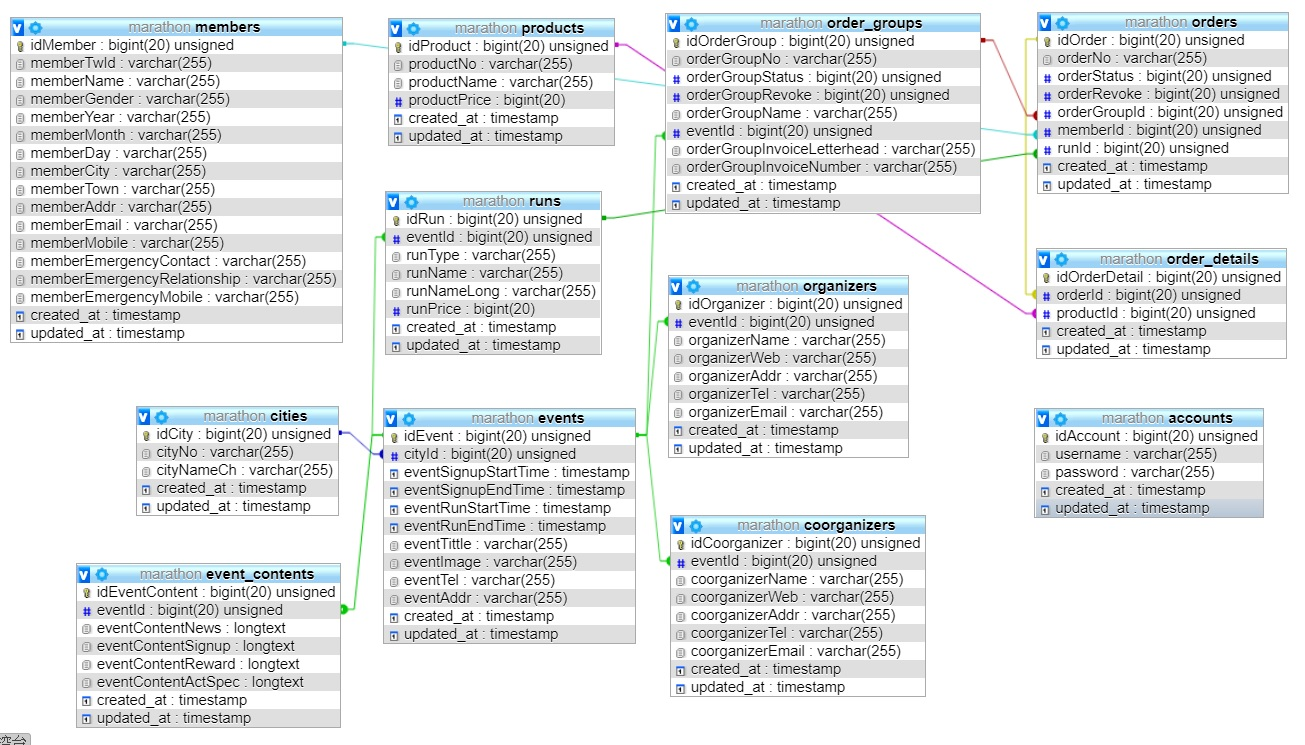 marathon members
idMember : bigint(20) unsigned
memberTwId : varchar(255)
memberName : varchar(255)
memberGender : varchar(255)
memberYear : varchar(255)
memberMonth : varchar(255)
memberDay : varchar(255)
memberCity : varchar(255)
memberTown : varchar(255)
memberAddr : varchar(255)
memberEmail : varchar(255)
memberMobile : varchar(255)
memberEmergencyContact : varchar(255)
memberEmergencyRelationship : varchar(255)
memberEmergencyMobile : varchar(255)
created_at : timestamp
updated_at : timestamp
marathon products
idProduct : bigint(20) unsigned
productNo : varchar(255)
productName : varchar(255)
productPrice : bigint(20)
created_at : timestamp
updated_at : timestamp
marathon order_groups
idOrderGroup : bigint(20) unsigned
orderGroupNo : varchar(255)
orderGroupStatus : bigint(20) unsigned
orderGroupRevoke : bigint(20) unsigned
orderGroupName : varchar(255)
eventId : bigint(20) unsigned
orderGroupInvoiceLetterhead : varchar(255)
orderGroupInvoiceNumber : varchar(255)
created_at : timestamp
updated_at : timestamp
marathon orders
idOrder : bigint(20) unsigned
orderNo : varchar(255)
orderStatus : bigint(20) unsigned
orderRevoke : bigint(20) unsigned
orderGroupId : bigint(20) unsigned
memberId : bigint(20) unsigned
runId : bigint(20) unsigned
created_at : timestamp
updated_at : timestamp
marathon runs
idRun : bigint(20) unsigned
eventId : bigint(20) unsigned
runType : varchar(255)
runName : varchar(255)
runNameLong : varchar(255)
runPrice : bigint(20)
created_at : timestamp
updated_at : timestamp
marathon organizers
idOrganizer : bigint(20) unsigned
eventId : bigint(20) unsigned
organizerName : varchar(255)
organizerWeb : varchar(255)
organizerAddr : varchar(255)
organizerTel : varchar(255)
organizerEmail : varchar(255)
created_at : timestamp
updated_at : timestamp
marathon order_details
idOrderDetail : bigint(20) unsigned
orderId : bigint(20) unsigned
productId : bigint(20) unsigned
created_at : timestamp
updated_at : timestamp
marathon cities
idCity : bigint(20) unsigned
cityNo : varchar(255)
cityNameCh : varchar(255)
created_at : timestamp
updated_at : timestamp
marathon events
idEvent : bigint(20) unsigned
cityId : bigint(20) unsigned
eventSignupStartTime : timestamp
eventSignupEndTime : timestamp
eventRunStartTime : timestamp
eventRunEndTime : timestamp
eventTittle : varchar(255)
eventImage : varchar(255)
eventTel : varchar(255)
eventAddr : varchar(255)
created_at : timestamp
updated_at : timestamp
marathon accounts
idAccount : bigint(20) unsigned
username : varchar(255)
password : varchar(255)
created_at : timestamp
updated_at : timestamp
marathon coorganizers
idCoorganizer : bigint(20) unsigned
eventId : bigint(20) unsigned
coorganizerName : varchar(255)
coorganizerWeb : varchar(255)
coorganizerAddr : varchar(255)
coorganizerTel : varchar(255)
coorganizerEmail : varchar(255)
created_at : timestamp
updated_at : timestamp
marathon event_contents
idEventContent : bigint(20) unsigned
eventId : bigint(20) unsigned
eventContentNews : longtext
eventContentSignup : longtext
eventContentReward : longtext
eventContentActSpec : longtext
created_at : timestamp
updated_at : timestamp